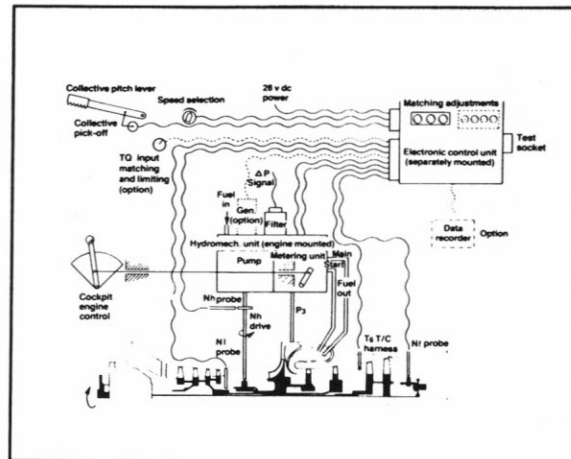 Collective pitch lever
Speed selection
28 v dc
power
Matching adjustments
Collective
pick-off
TQ input
matching
and limiting
(option)
Electronic control unit
(separately mounted)
Test
socket
Δ P
Signal
Fuel
in
Gen.
(option)
Filter
Data
recorder
Option
Hydromech. unit (engine mounted)
Pump
Metering unit
Main
Start
Fuel
out
Cockpit
engine
control
Nh probe
Nh
drive
P3
Nl
probe
T5 T/C
harness
Nf probe